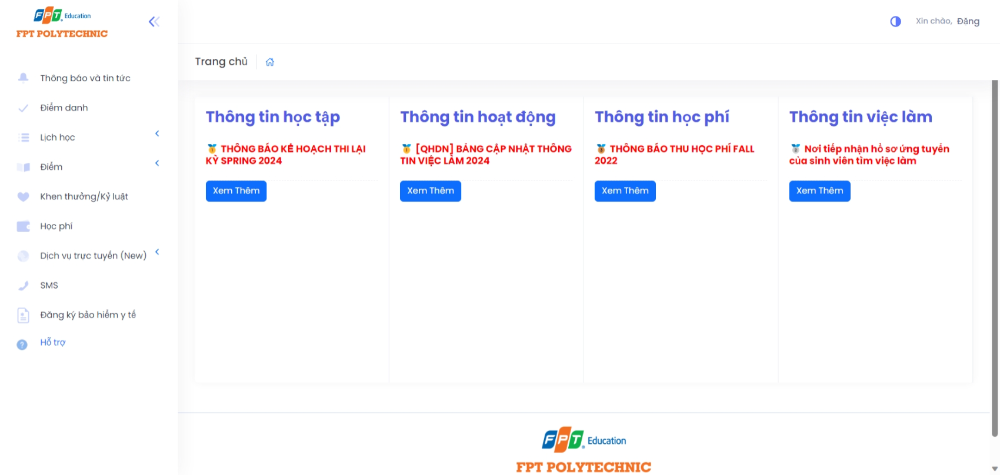 FPT Education
FPT POLYTECHNIC
Xin chào, Đặng
Trang chủ
Thông báo và tin tức
Điểm danh
Lịch học
Điểm
Khen thưởng/Kỷ luật
Học phí
Dịch vụ trực tuyến (New)
SMS
Đăng ký bảo hiểm y tế
Hỗ trợ
Thông tin học tập
THÔNG BÁO KẾ HOẠCH THI LẠI
KỲ SPRING 2024
Xem Thêm
Thông tin hoạt động
[QHDN] BẢNG CẬP NHẬT THÔNG
TIN VIỆC LÀM 2024
Xem Thêm
Thông tin học phí
THÔNG BÁO THU HỌC PHÍ FALL
2022
Xem Thêm
Thông tin việc làm
Nơi tiếp nhận hồ sơ ứng tuyển
của sinh viên tìm việc làm
Xem Thêm
FPT Education
FPT POLYTECHNIC